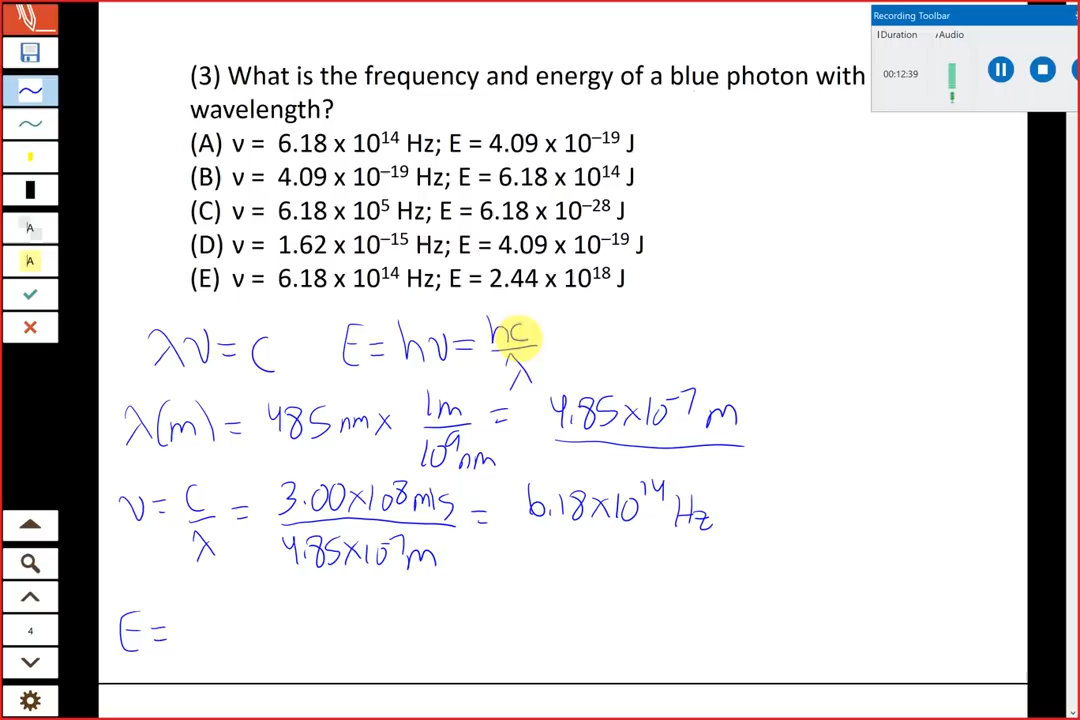 Recording Toolbar
Duration
Audio
00:12:39
(3) What is the frequency and energy of a blue photon with
wavelength?
(A) ν = 6.18 x 10¹⁴ Hz; E = 4.09 x 10⁻¹⁹ J
(B) ν = 4.09 x 10⁻¹⁹ Hz; E = 6.18 x 10¹⁴ J
(C) ν = 6.18 x 10⁵ Hz; E = 6.18 x 10⁻²⁸ J
(D) ν = 1.62 x 10⁻¹⁵ Hz; E = 4.09 x 10⁻¹⁹ J
(E) ν = 6.18 x 10¹⁴ Hz; E = 2.44 x 10¹⁸ J
λν = c E = hν = hc/λ
λ(m) = 485 nm x 1m/10⁹nm = 4.85x10⁻⁷ m
ν = c/λ = 3.00x10⁸ m/s / 4.85x10⁻⁷m = 6.18x10¹⁴ Hz
E =
A
A
4